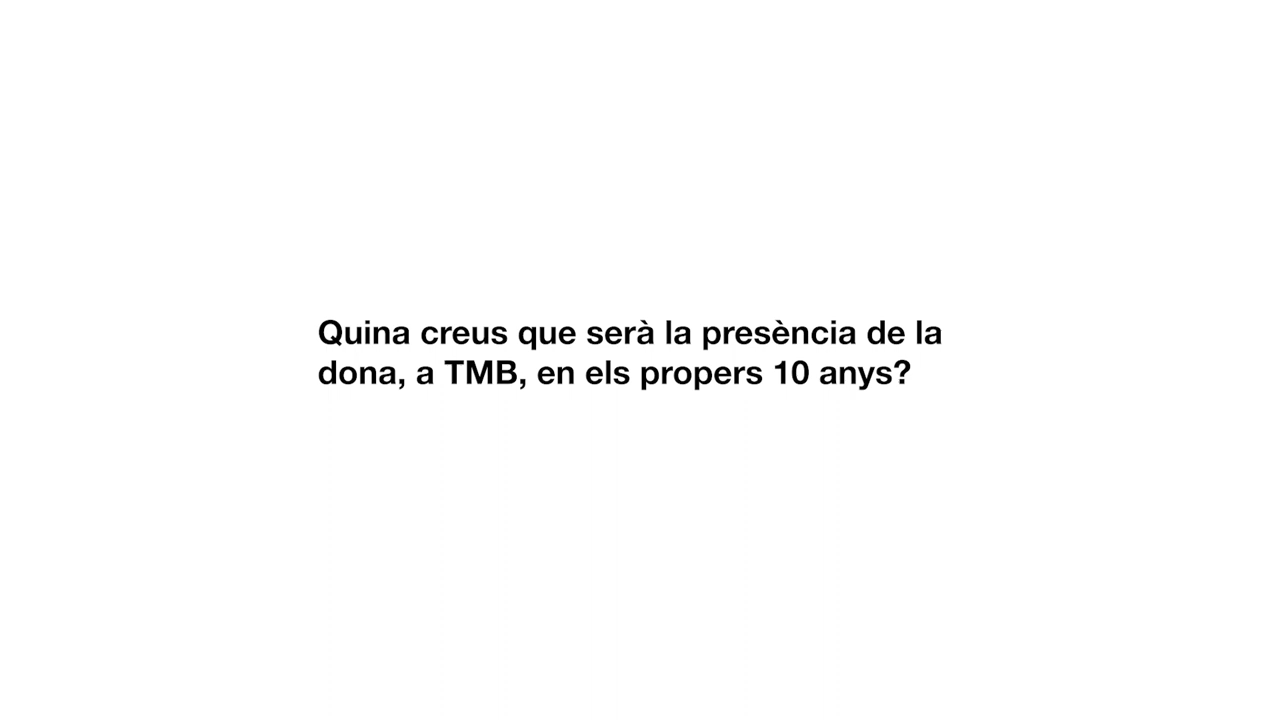 Quina creus que serà la presència de la
dona, a TMB, en els propers 10 anys?